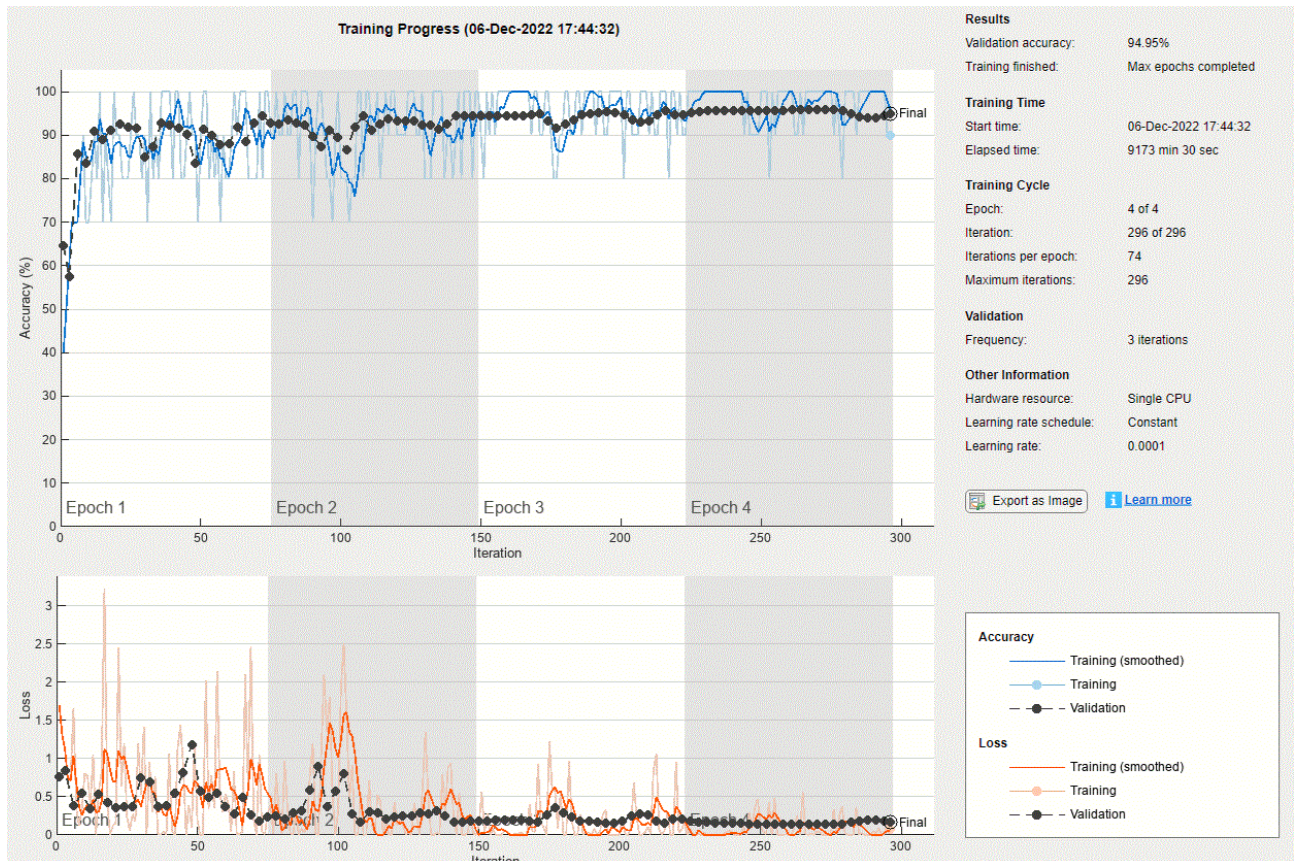 Training Progress (06-Dec-2022 17:44:32)
100
90
80
70
60
50
40
30
20
10
0
Accuracy (%)
Final
Epoch 1
Epoch 2
Epoch 3
Epoch 4
0
50
100
150
200
250
300
Iteration
3
2.5
2
1.5
1
0.5
0
Loss
Final
Epoch 1
Epoch 2
Epoch 3
Epoch 4
0
50
100
150
200
250
300
Iteration
Results
Validation accuracy: 94.95%
Training finished: Max epochs completed
Training Time
Start time: 06-Dec-2022 17:44:32
Elapsed time: 9173 min 30 sec
Training Cycle
Epoch: 4 of 4
Iteration: 296 of 296
Iterations per epoch: 74
Maximum iterations: 296
Validation
Frequency: 3 iterations
Other Information
Hardware resource: Single CPU
Learning rate schedule: Constant
Learning rate: 0.0001
Export as Image
i Learn more
Accuracy
Training (smoothed)
Training
Validation
Loss
Training (smoothed)
Training
Validation